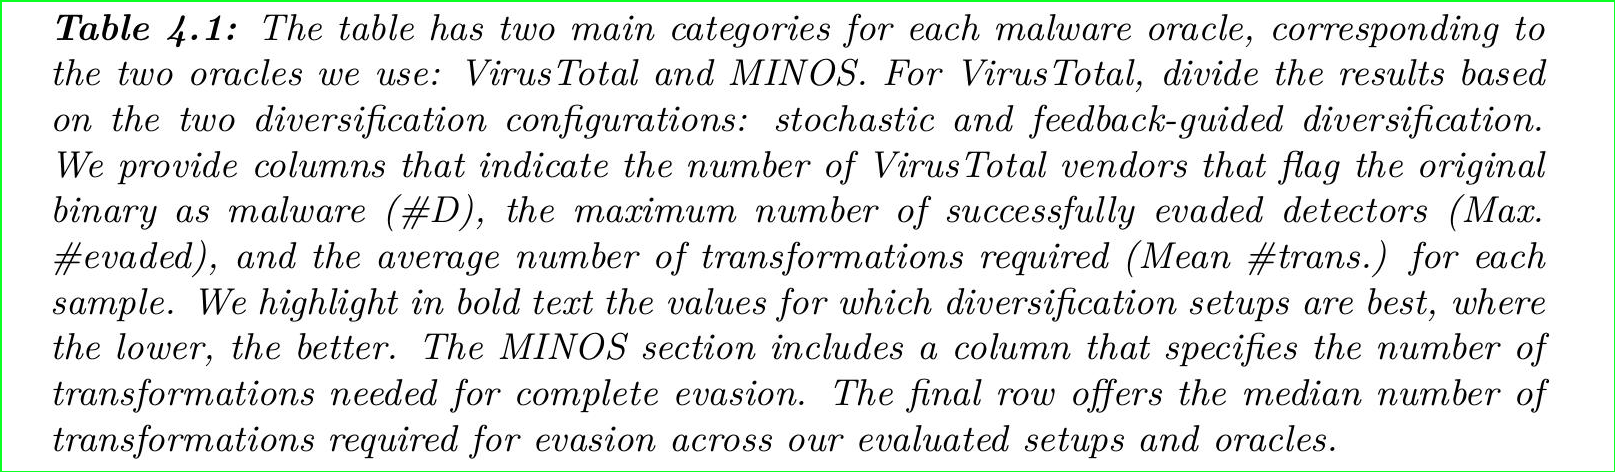 Table 4.1: The table has two main categories for each malware oracle, corresponding to
the two oracles we use: VirusTotal and MINOS. For VirusTotal, divide the results based
on the two diversification configurations: stochastic and feedback-guided diversification.
We provide columns that indicate the number of VirusTotal vendors that flag the original
binary as malware (#D), the maximum number of successfully evaded detectors (Max.
#evaded), and the average number of transformations required (Mean #trans.) for each
sample. We highlight in bold text the values for which diversification setups are best, where
the lower, the better. The MINOS section includes a column that specifies the number of
transformations needed for complete evasion. The final row offers the median number of
transformations required for evasion across our evaluated setups and oracles.